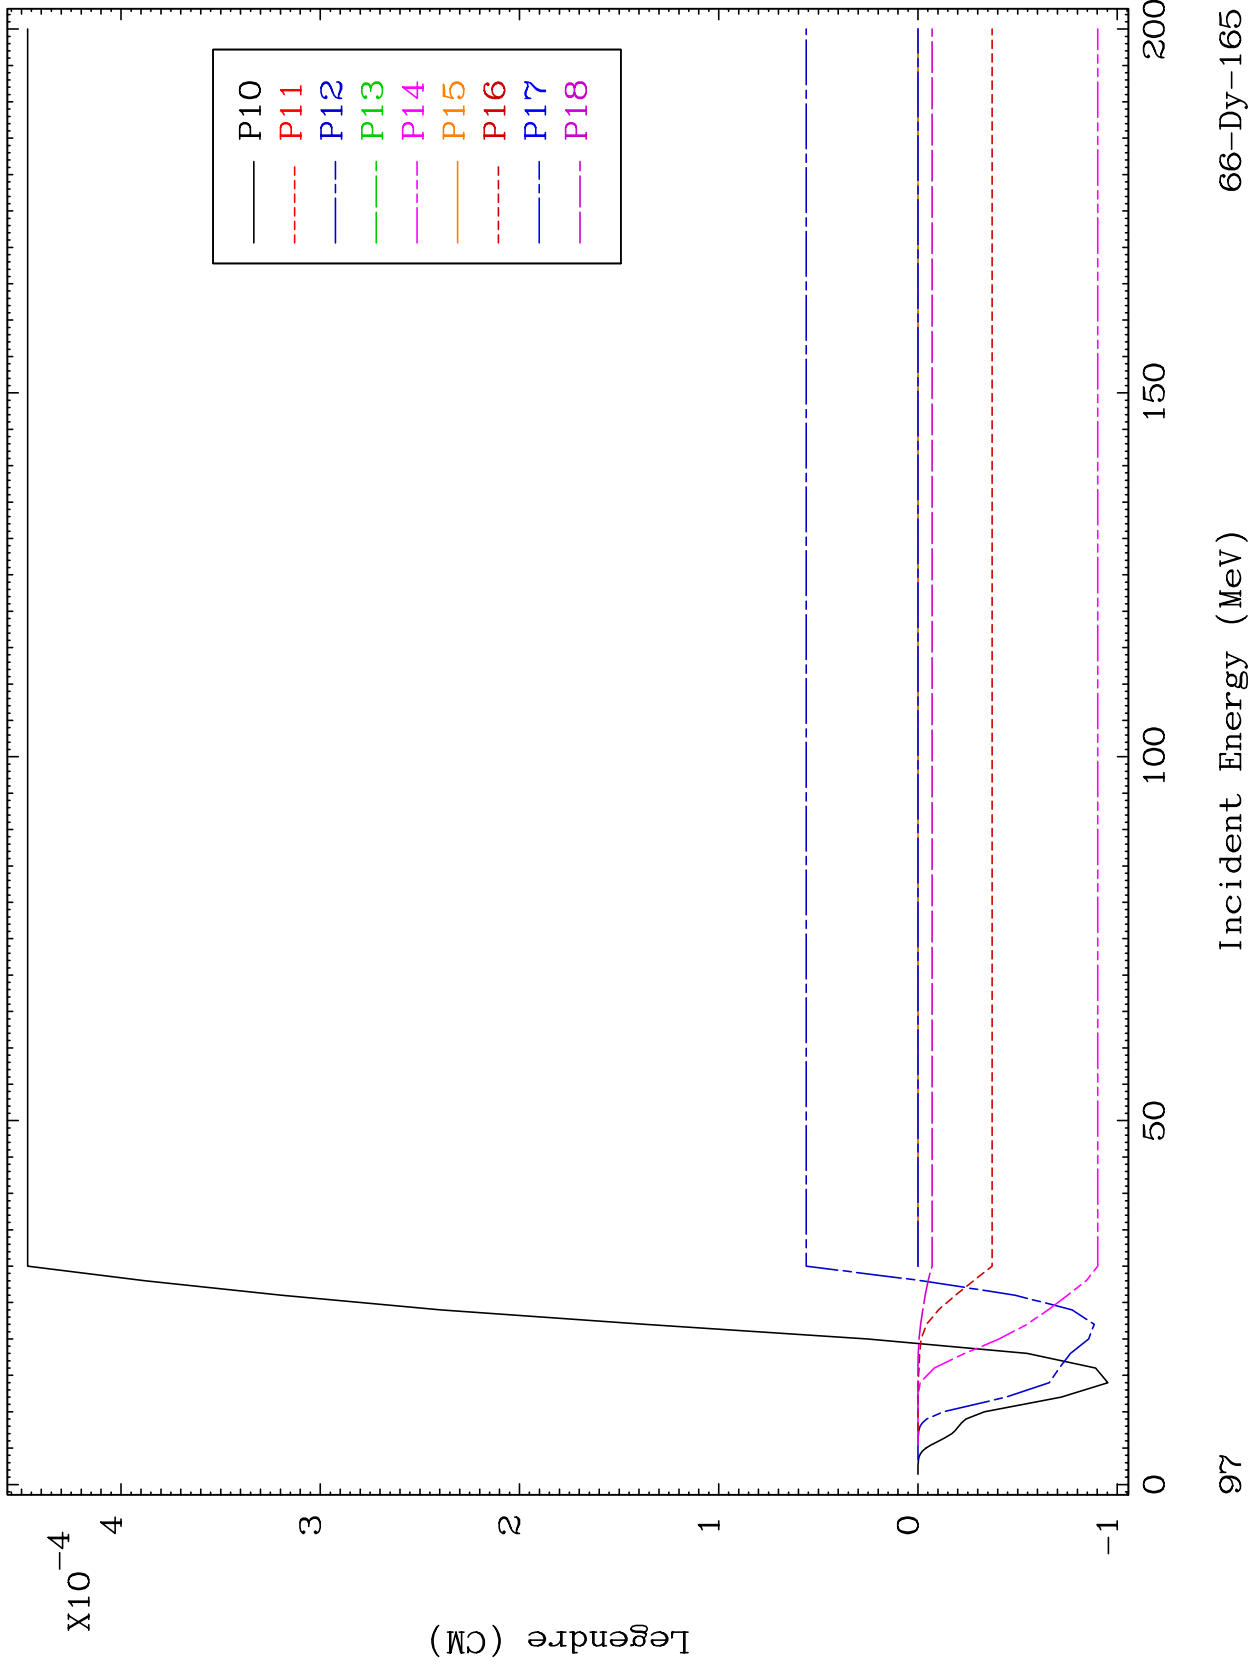 X10⁻⁴
Legendre (CM)
4
3
2
1
0
-1
P10
P11
P12
P13
P14
P15
P16
P17
P18
0
50
100
150
200
Incident Energy (MeV)
97
66-Dy-165